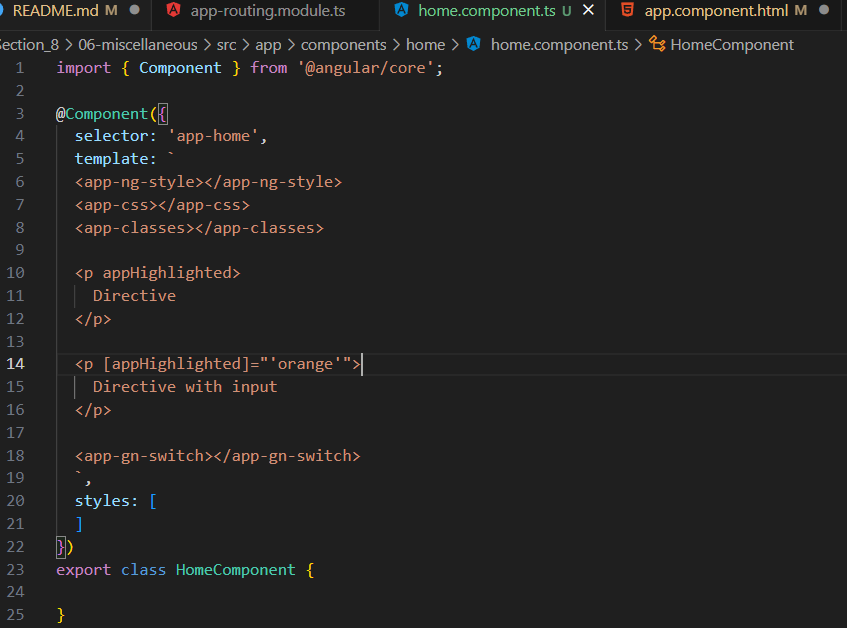 README.md M
app-routing.module.ts
home.component.ts U
app.component.html M
Section_8 > 06-miscellaneous > src > app > components > home > home.component.ts > HomeComponent
1 import { Component } from '@angular/core';
2
3 @Component({
4 selector: 'app-home',
5 template: `
6 <app-ng-style></app-ng-style>
7 <app-css></app-css>
8 <app-classes></app-classes>
9
10 <p appHighlighted>
11 Directive
12 </p>
13
14 <p [appHighlighted]="'orange'">
15 Directive with input
16 </p>
17
18 <app-gn-switch></app-gn-switch>
19 `,
20 styles: [
21 ]
22 })
23 export class HomeComponent {
24
25 }